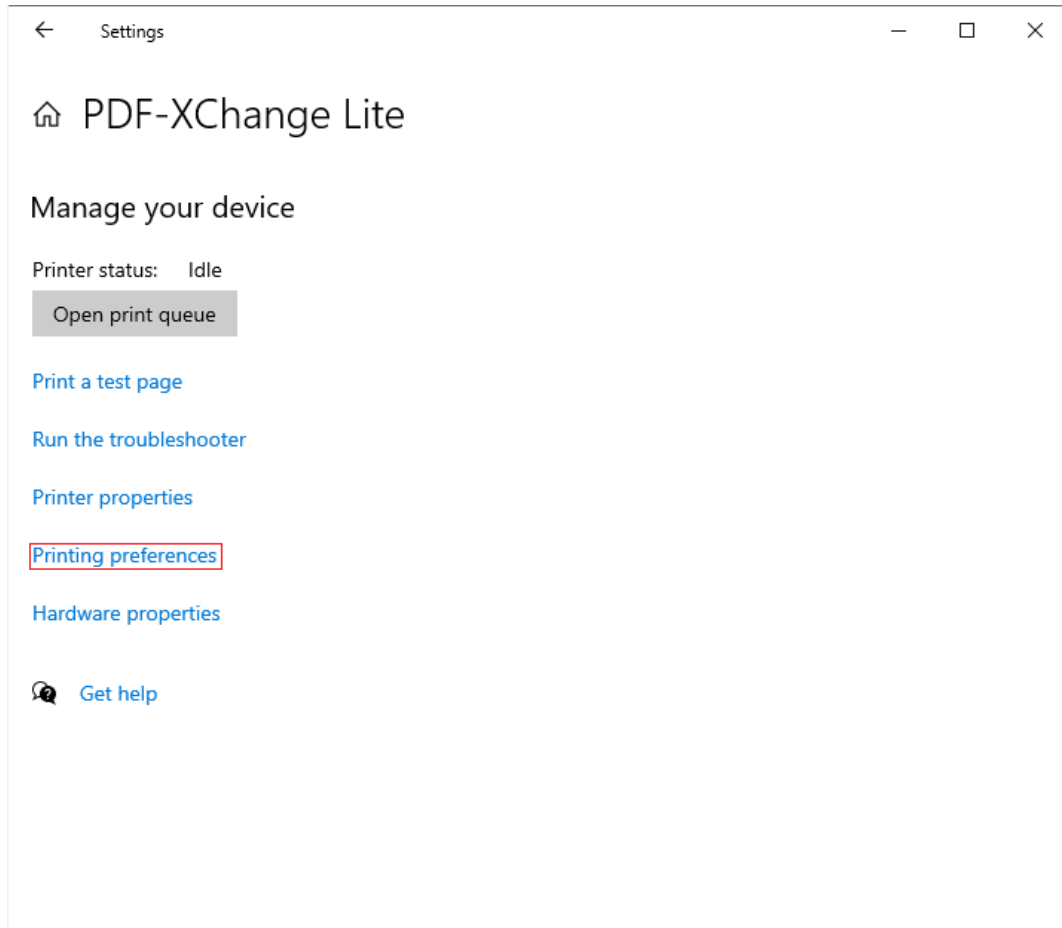 Settings
PDF-XChange Lite
Manage your device
Printer status: Idle
Open print queue
Print a test page
Run the troubleshooter
Printer properties
Printing preferences
Hardware properties
Get help